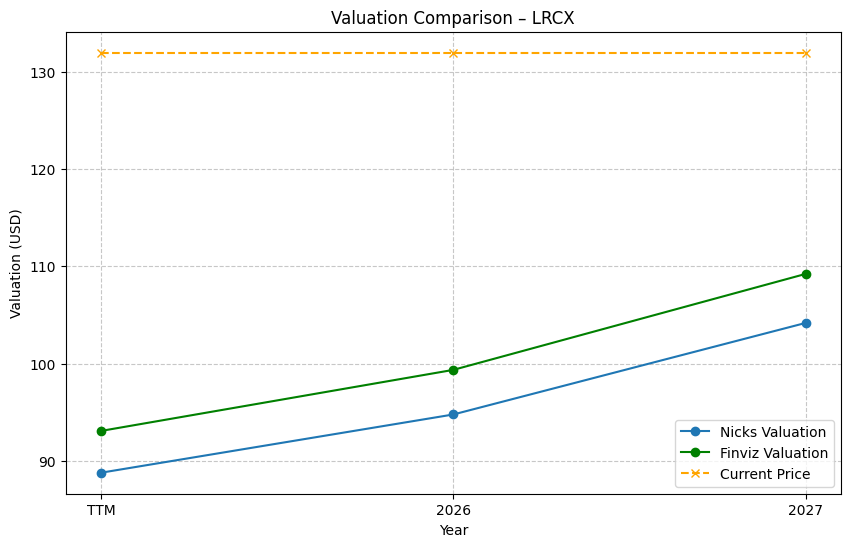 Valuation Comparison – LRCX
Valuation (USD)
130
120
110
100
90
TTM
2026
2027
Year
Nicks Valuation
Finviz Valuation
Current Price